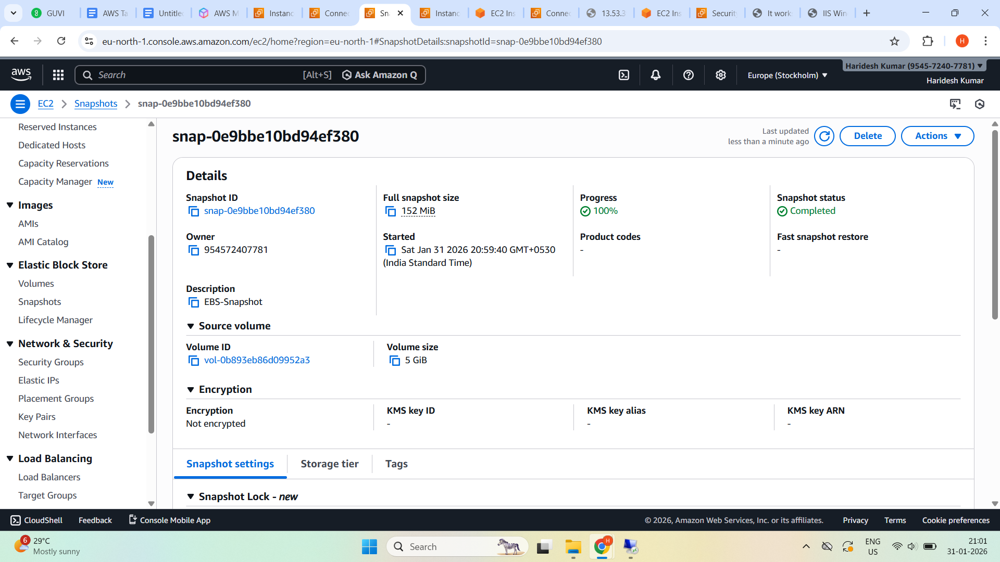 GUVI
AWS Ta
Untitled
AWS M
Instanc
Connec
Sna
Instanc
EC2 Ins
Connec
13.53.3
EC2 Ins
Security
It work
IIS Win
eu-north-1.console.aws.amazon.com/ec2/home?region=eu-north-1#SnapshotDetails:snapshotId=snap-0e9bbe10bd94ef380
H
aws
Search
[Alt+S]
Ask Amazon Q
Europe (Stockholm)
Haridesh Kumar (9545-7240-7781)
Haridesh Kumar
EC2
Snapshots
snap-0e9bbe10bd94ef380
Reserved Instances
Dedicated Hosts
Capacity Reservations
Capacity Manager New
Images
AMIs
AMI Catalog
Elastic Block Store
Volumes
Snapshots
Lifecycle Manager
Network & Security
Security Groups
Elastic IPs
Placement Groups
Key Pairs
Network Interfaces
Load Balancing
Load Balancers
Target Groups
snap-0e9bbe10bd94ef380
Last updated
less than a minute ago
Delete
Actions
Details
Snapshot ID
snap-0e9bbe10bd94ef380
Full snapshot size
152 MiB
Progress
100%
Snapshot status
Completed
Owner
954572407781
Started
Sat Jan 31 2026 20:59:40 GMT+0530
(India Standard Time)
Product codes
-
Fast snapshot restore
-
Description
EBS-Snapshot
Source volume
Volume ID
vol-0b893eb86d09952a3
Volume size
5 GiB
Encryption
Encryption
Not encrypted
KMS key ID
-
KMS key alias
-
KMS key ARN
-
Snapshot settings
Storage tier
Tags
Snapshot Lock - new
CloudShell
Feedback
Console Mobile App
© 2026, Amazon Web Services, Inc. or its affiliates.
Privacy
Terms
Cookie preferences
6
29°C
Mostly sunny
Search
H
ENG
US
21:01
31-01-2026